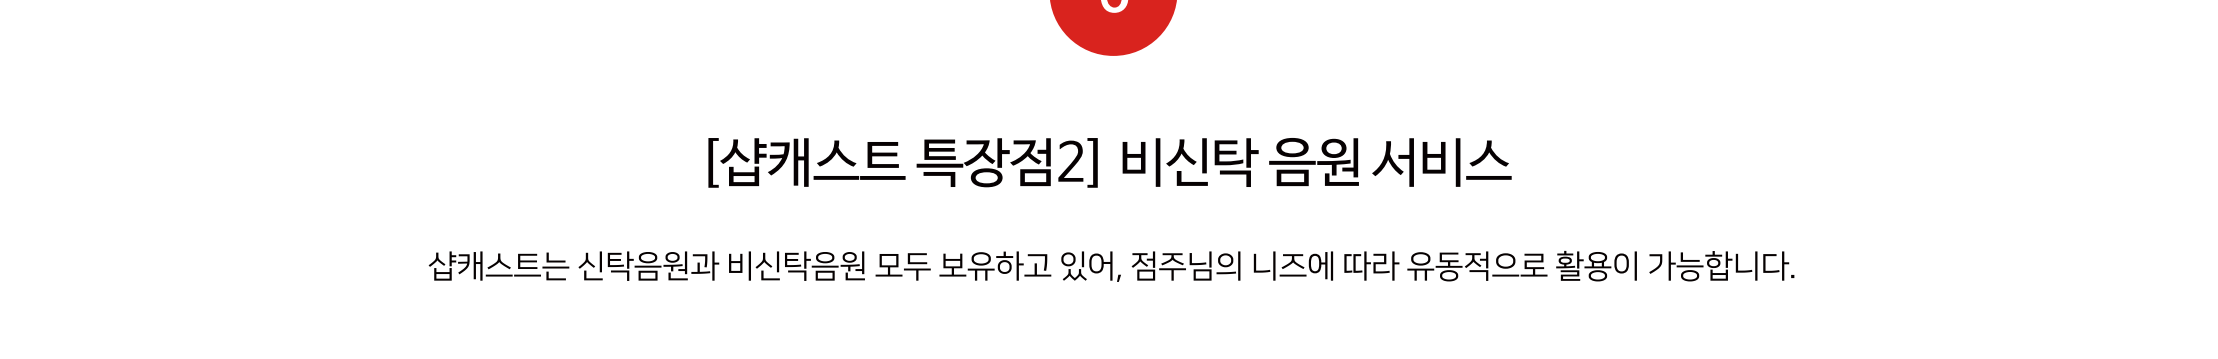 [샵캐스트 특장점2] 비신탁 음원 서비스
샵캐스트는 신탁음원과 비신탁음원 모두 보유하고 있어, 점주님의 니즈에 따라 유동적으로 활용이 가능합니다.